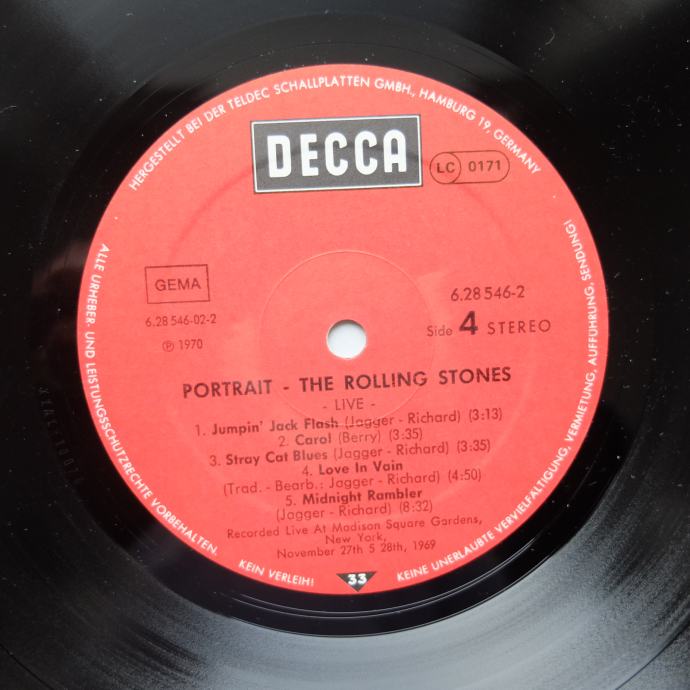 HERGESTELLT BEI DER TELDEC SCHALLPLATTEN GMBH., HAMBURG 19, GERMANY
DECCA
LC 0171
GEMA
6.28 546-02-2
℗ 1970
6.28 546-2
Side 4 STEREO
PORTRAIT - THE ROLLING STONES
- LIVE -
1. Jumpin' Jack Flash (Jagger - Richard) (3:13)
2. Carol (Berry) (3:35)
3. Stray Cat Blues (Jagger - Richard) (3:35)
4. Love In Vain
(Trad. - Bearb.: Jagger - Richard) (4:50)
5. Midnight Rambler
(Jagger - Richard) (8:32)
Recorded Live At Madison Square Gardens,
New York,
November 27th 5 28th, 1969
ALLE URHEBER- UND LEISTUNGSSCHUTZRECHTE VORBEHALTEN.
KEIN VERLEIH!
33
KEINE UNERLAUBTE VERVIELFÄLTIGUNG, VERMIETUNG, AUFFÜHRUNG, SENDUNG!